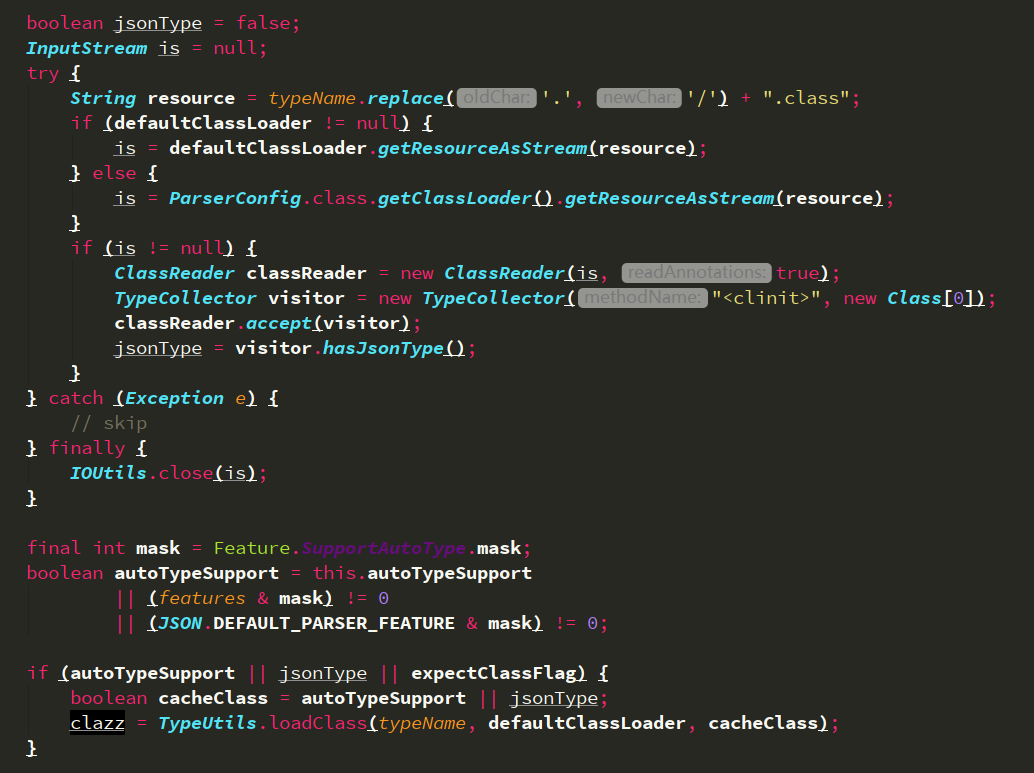 boolean jsonType = false;
InputStream is = null;
try {
String resource = typeName.replace( oldChar: '.', newChar: '/') + ".class";
if (defaultClassLoader != null) {
is = defaultClassLoader.getResourceAsStream(resource);
} else {
is = ParserConfig.class.getClassLoader().getResourceAsStream(resource);
}
if (is != null) {
ClassReader classReader = new ClassReader(is, readAnnotations: true);
TypeCollector visitor = new TypeCollector( methodName: "<clinit>", new Class[0]);
classReader.accept(visitor);
jsonType = visitor.hasJsonType();
}
} catch (Exception e) {
// skip
} finally {
IOUtils.close(is);
}
final int mask = Feature.SupportAutoType.mask;
boolean autoTypeSupport = this.autoTypeSupport
|| (features & mask) != 0
|| (JSON.DEFAULT_PARSER_FEATURE & mask) != 0;
if (autoTypeSupport || jsonType || expectClassFlag) {
boolean cacheClass = autoTypeSupport || jsonType;
clazz = TypeUtils.loadClass(typeName, defaultClassLoader, cacheClass);
}